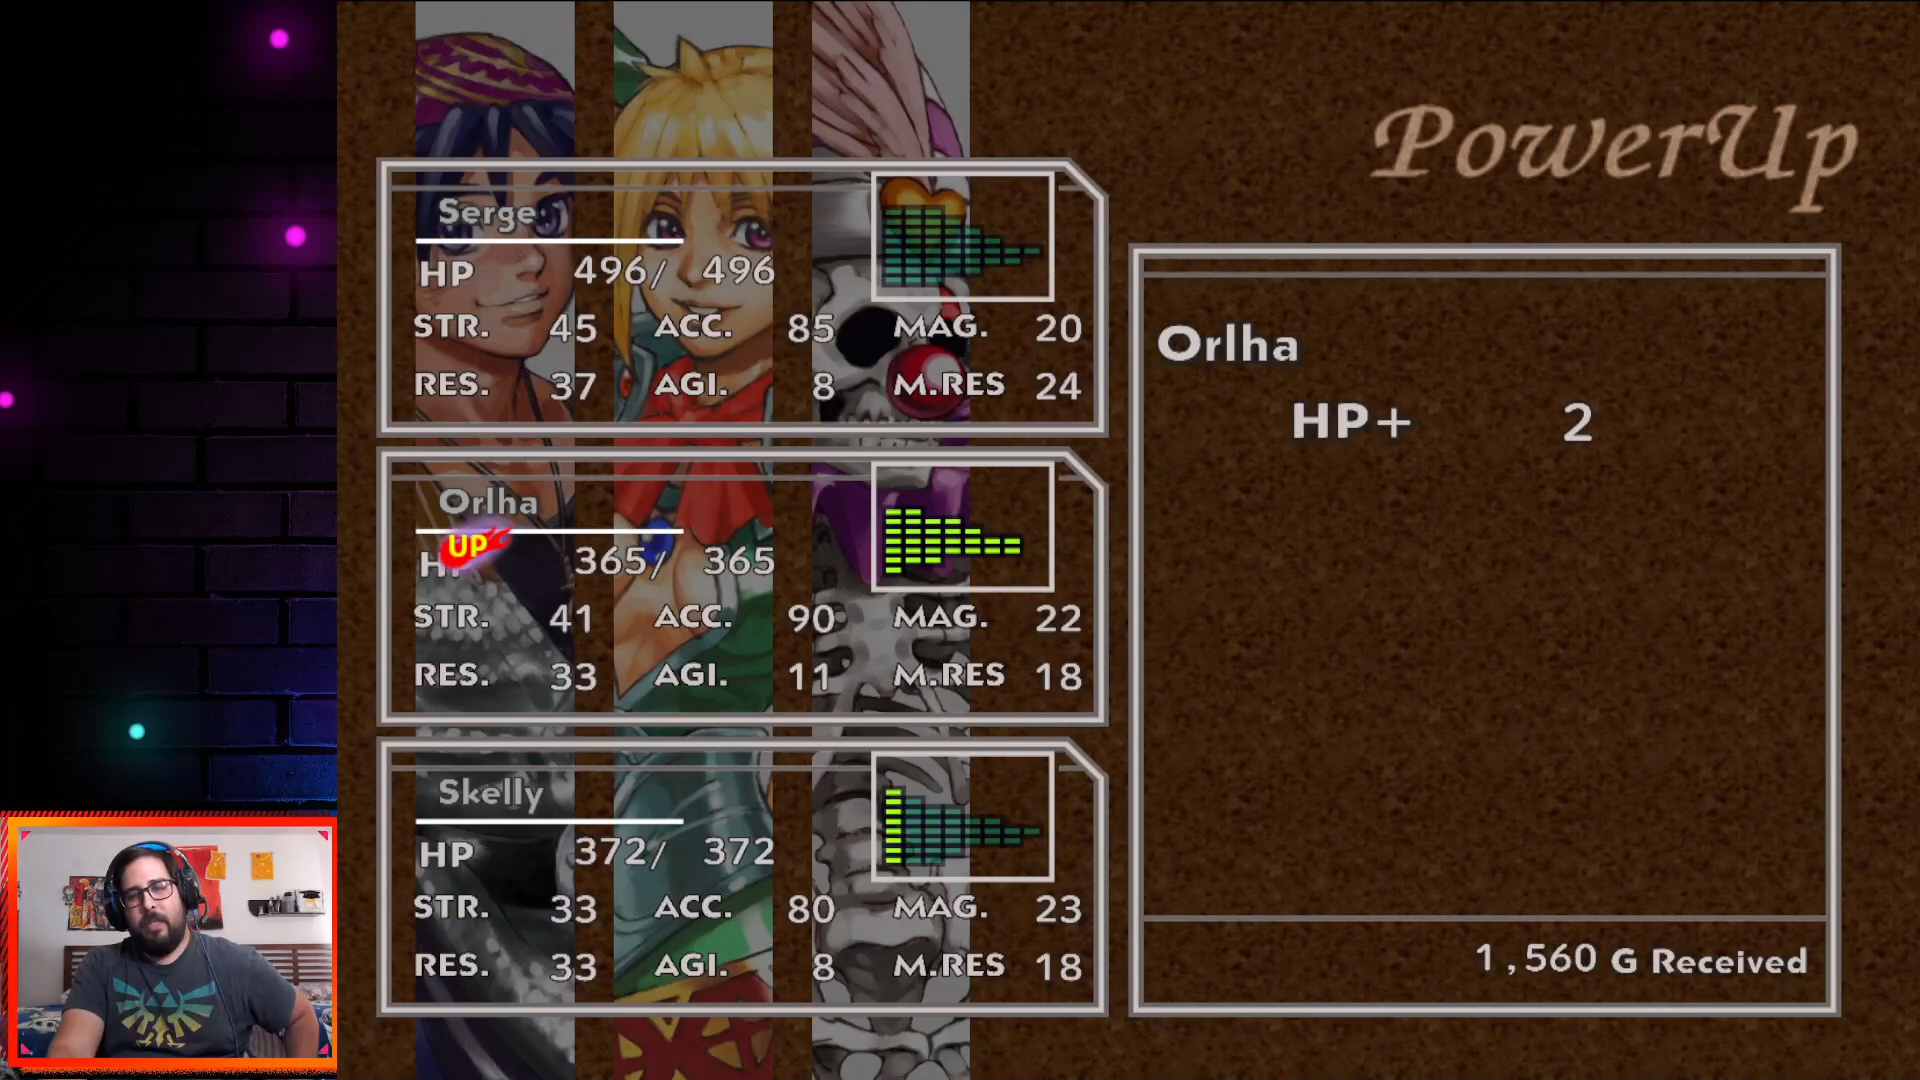 PowerUp
Serge
HP 496/ 496
STR. 45 ACC. 85 MAG. 20
RES. 37 AGI. 8 M.RES 24
Orlha
UP
HP 365/ 365
STR. 41 ACC. 90 MAG. 22
RES. 33 AGI. 11 M.RES 18
Skelly
HP 372/ 372
STR. 33 ACC. 80 MAG. 23
RES. 33 AGI. 8 M.RES 18
Orlha
HP+ 2
1,560 G Received